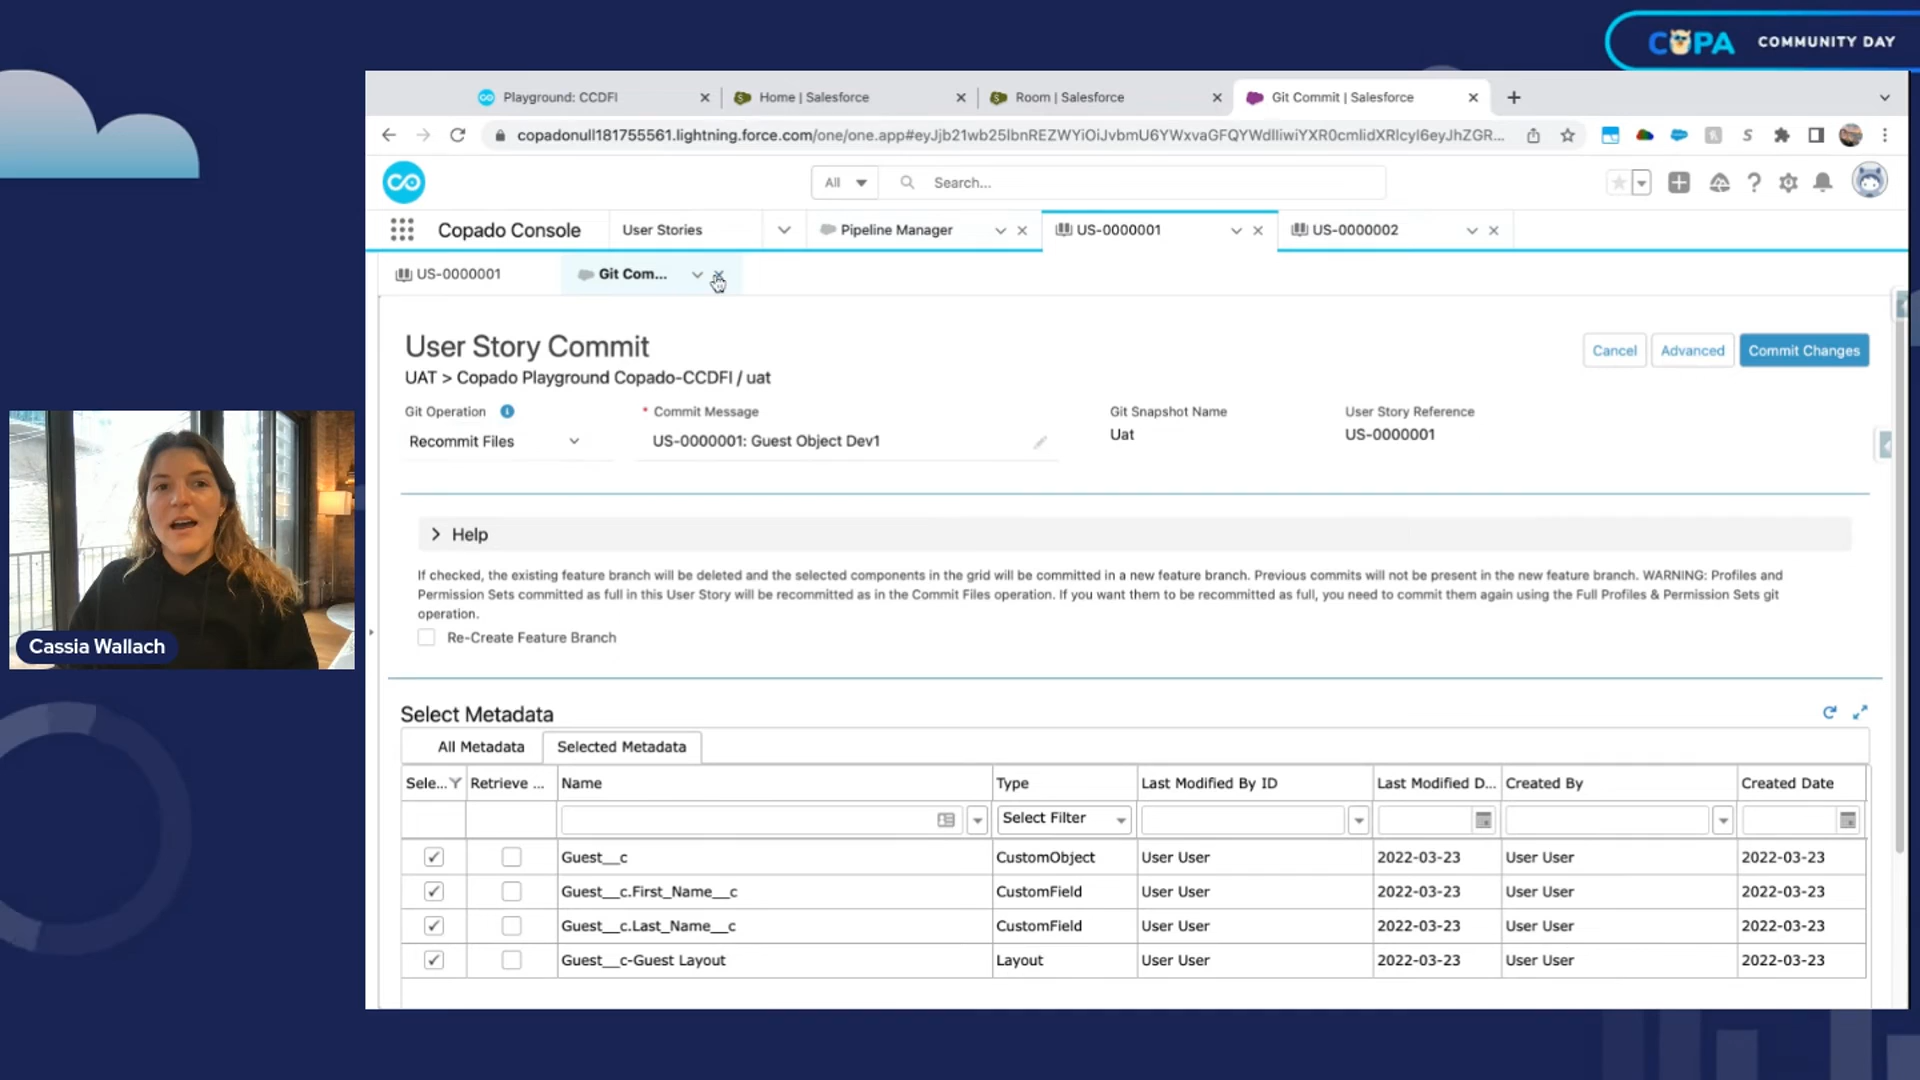 COPA COMMUNITY DAY
Playground: CCDFI
Home | Salesforce
Room | Salesforce
Git Commit | Salesforce
All
Search...
Copado Console
User Stories
Pipeline Manager
US-0000001
US-0000002
US-0000001
Git Com...
User Story Commit
UAT > Copado Playground Copado-CCDFI / uat
Cancel
Advanced
Commit Changes
Git Operation
* Commit Message
Git Snapshot Name
User Story Reference
Recommit Files
US-0000001: Guest Object Dev1
Uat
US-0000001
Help
If checked, the existing feature branch will be deleted and the selected components in the grid will be committed in a new feature branch. Previous commits will not be present in the new feature branch. WARNING: Profiles and
Permission Sets committed as full in this User Story will be recommitted as in the Commit Files operation. If you want them to be recommitted as full, you need to commit them again using the Full Profiles & Permission Sets git
operation.
Re-Create Feature Branch
Cassia Wallach
Select Metadata
All Metadata
Selected Metadata
Sele... Retrieve ... Name Type Last Modified By ID Last Modified D... Created By Created Date
Select Filter
Guest__c CustomObject User User 2022-03-23 User User 2022-03-23
Guest__c.First_Name__c CustomField User User 2022-03-23 User User 2022-03-23
Guest__c.Last_Name__c CustomField User User 2022-03-23 User User 2022-03-23
Guest__c-Guest Layout Layout User User 2022-03-23 User User 2022-03-23